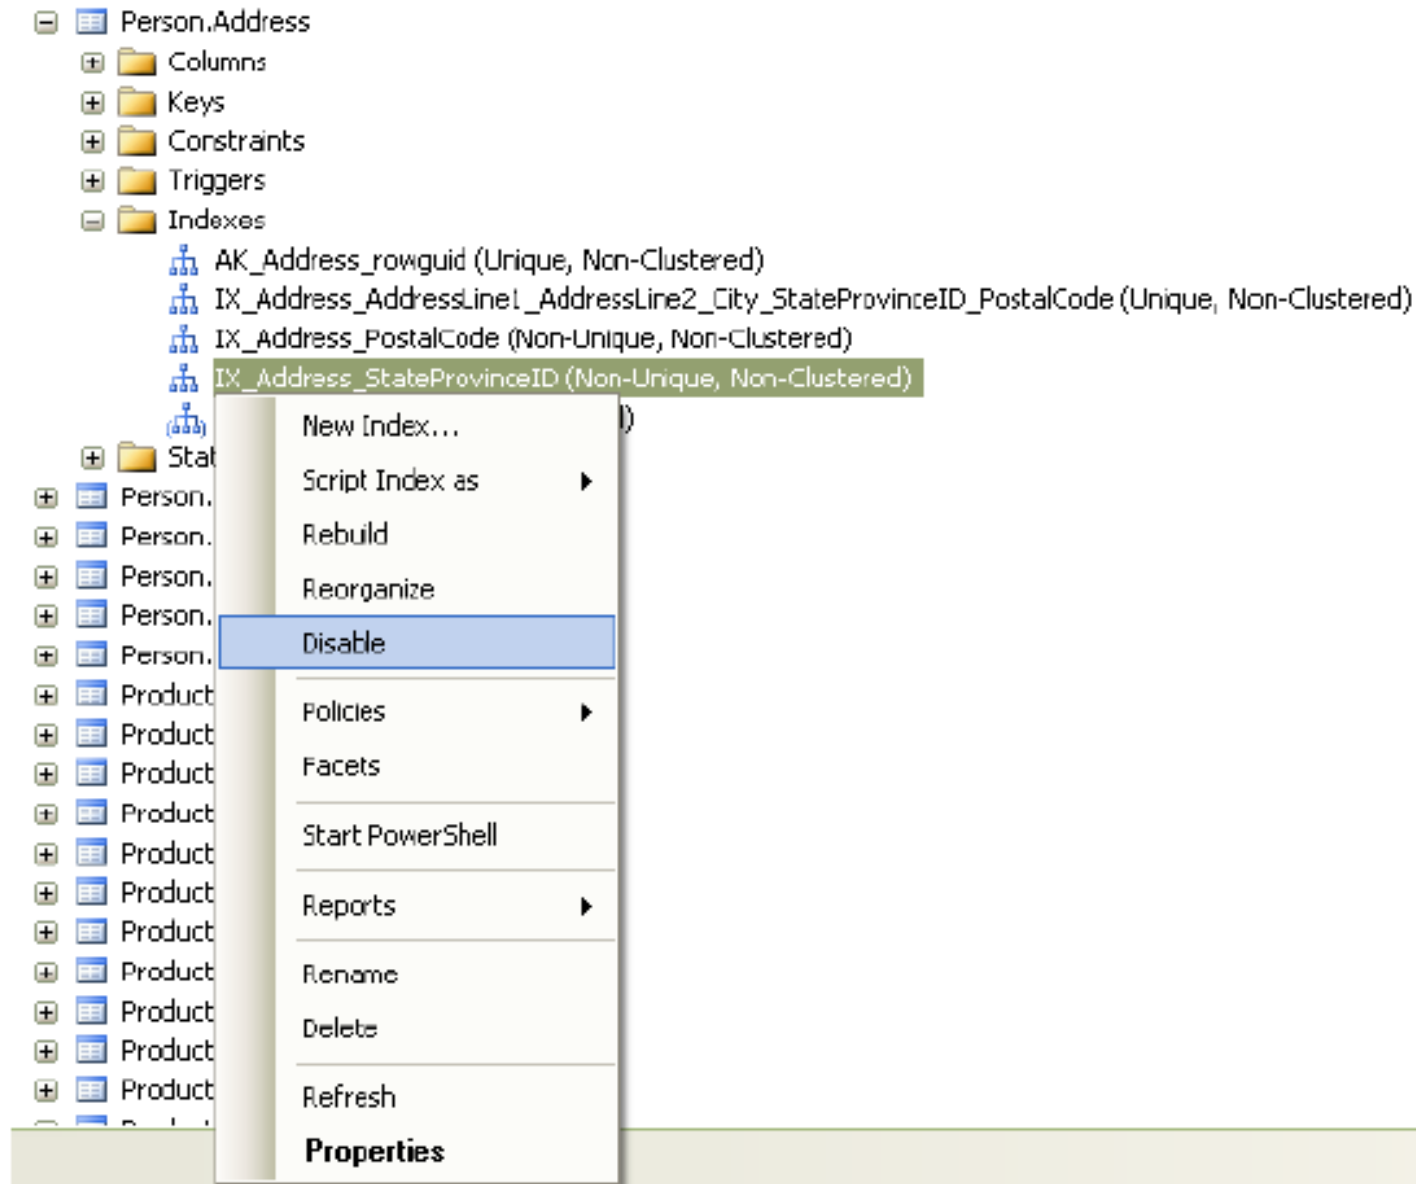 Person.Address
Columns
Keys
Constraints
Triggers
Indexes
AK_Address_rowguid (Unique, Non-Clustered)
IX_Address_AddressLine1_AddressLine2_City_StateProvinceID_PostalCode (Unique, Non-Clustered)
IX_Address_PostalCode (Non-Unique, Non-Clustered)
IX_Address_StateProvinceID (Non-Unique, Non-Clustered)
New Index...
Stat
Script Index as
Person.
Person.
Rebuild
Person.
Reorganize
Person.
Disable
Person.
Product
Policies
Product
Facets
Product
Product
Start PowerShell
Product
Product
Reports
Product
Product
Rename
Product
Delete
Product
Product
Refresh
Properties